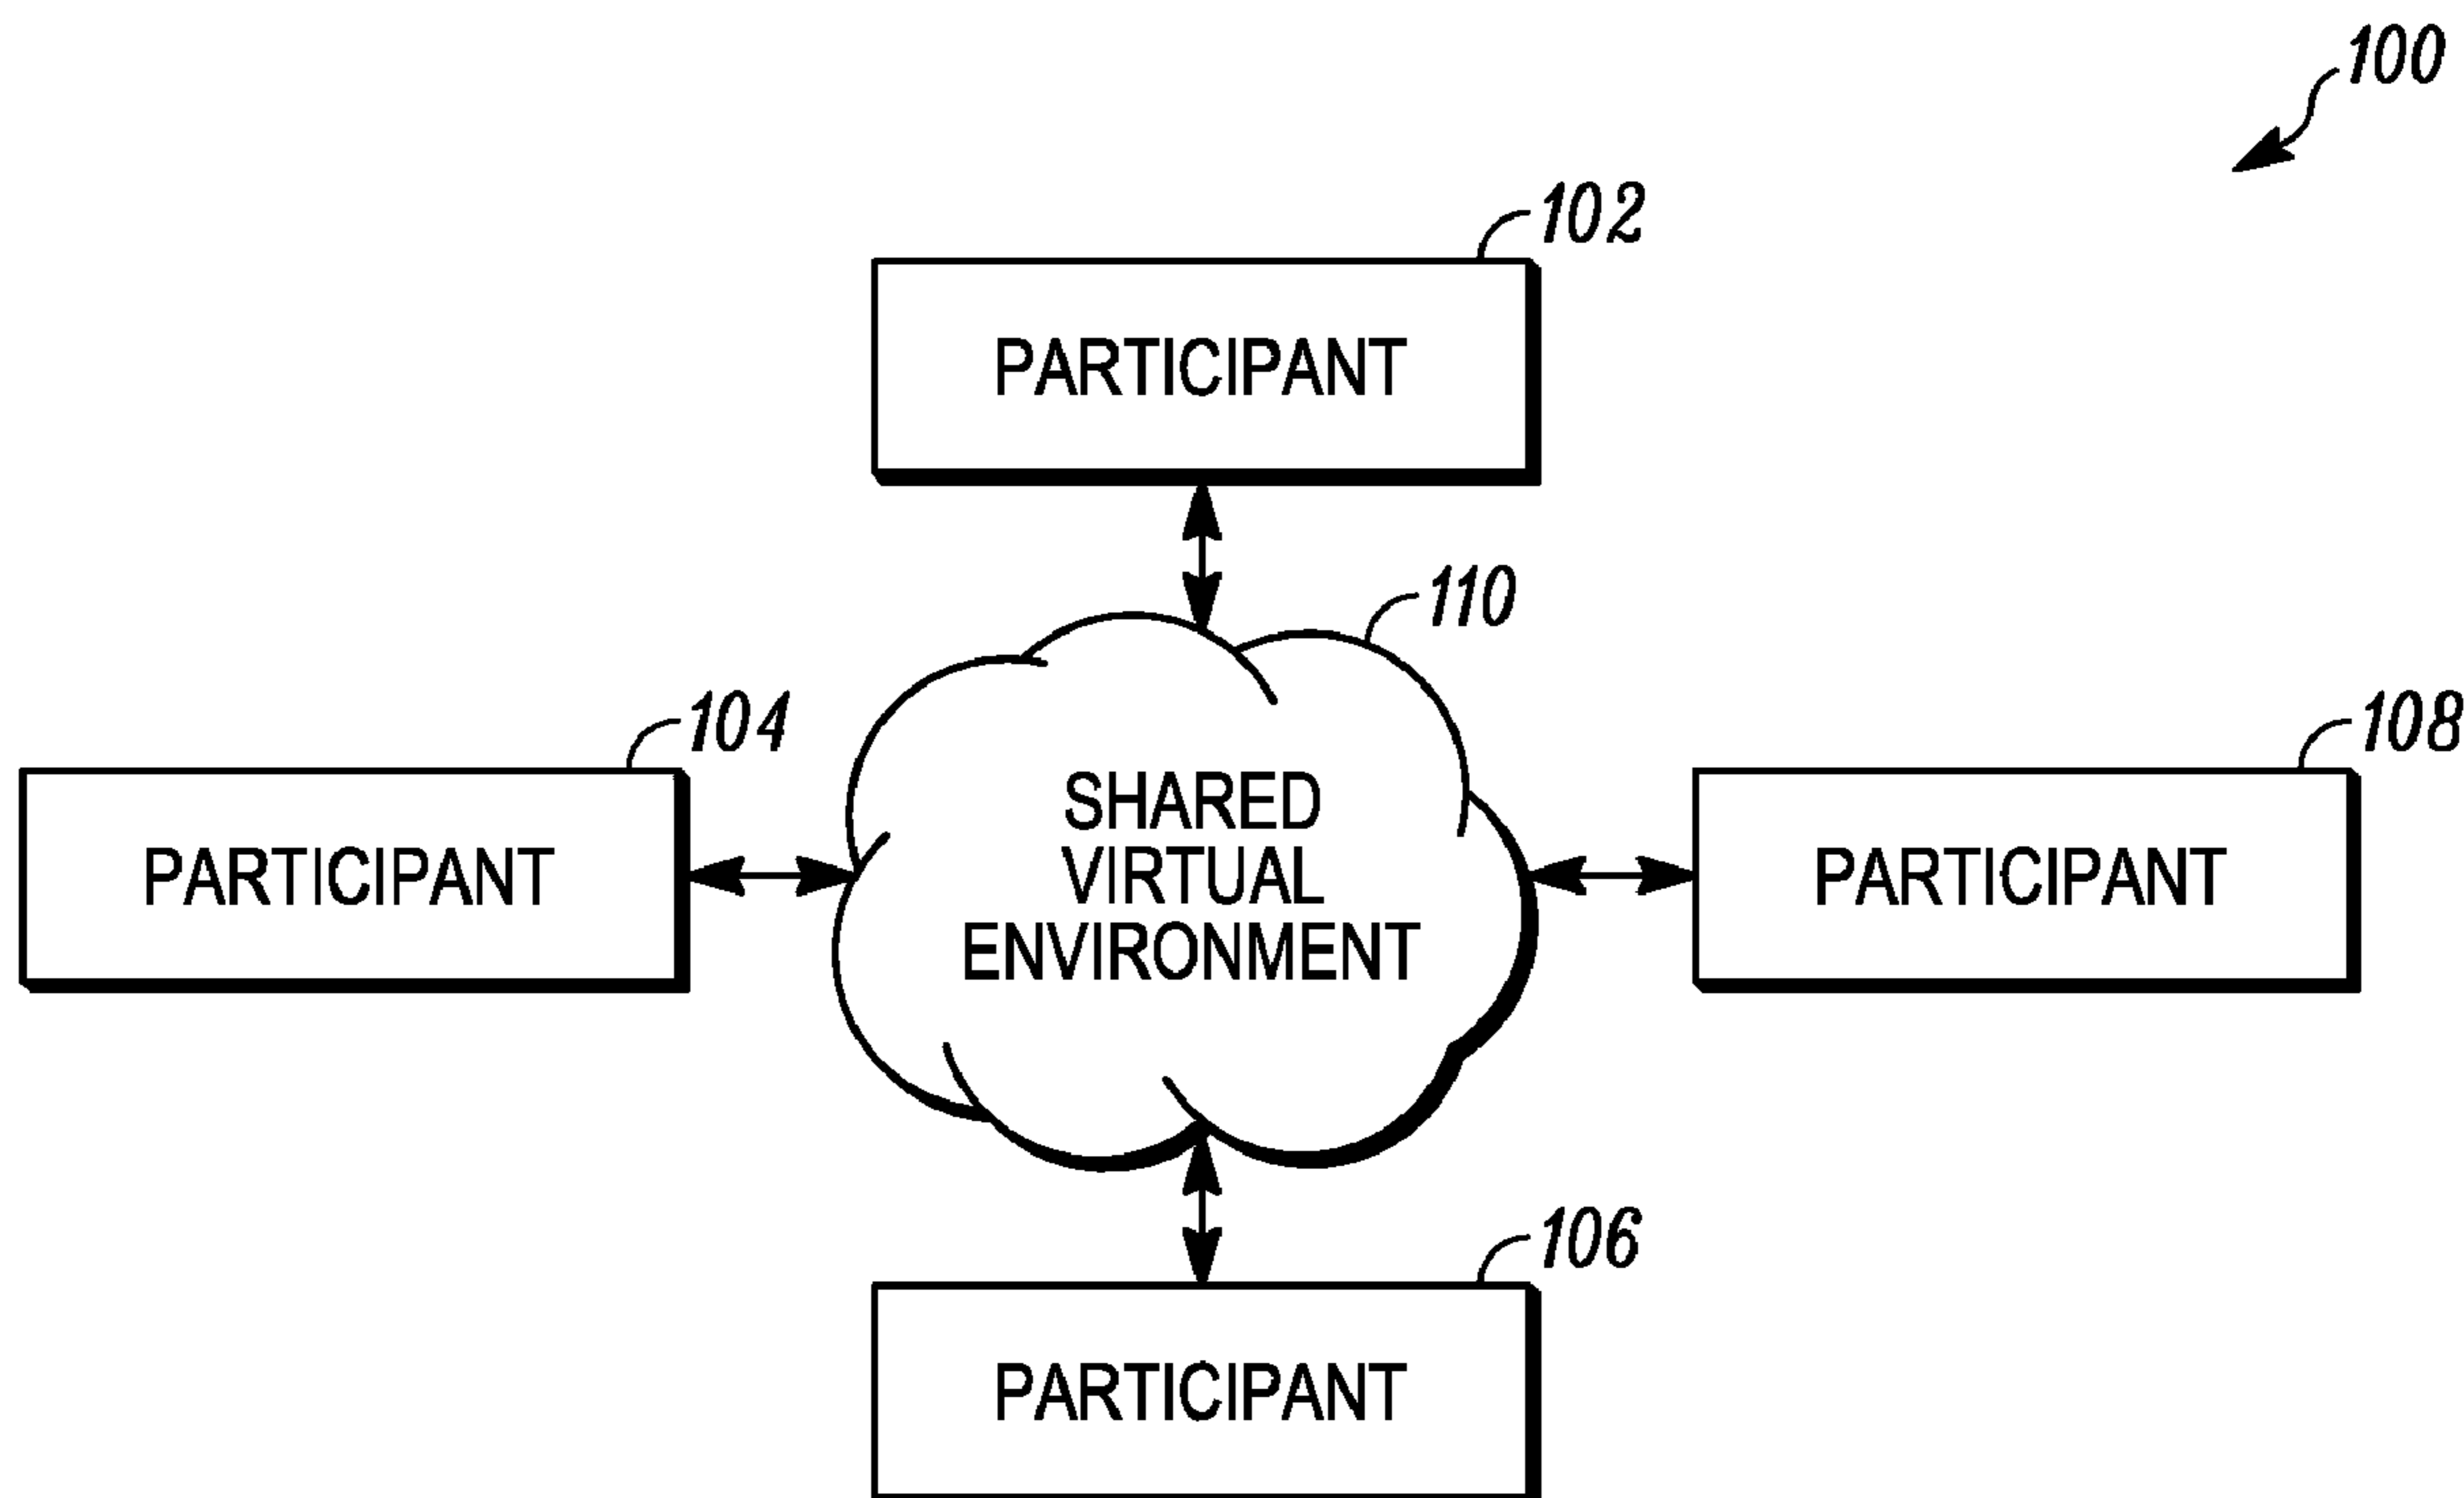 100
102
PARTICIPANT
110
104
108
SHARED
VIRTUAL
ENVIRONMENT
PARTICIPANT
PARTICIPANT
106
PARTICIPANT